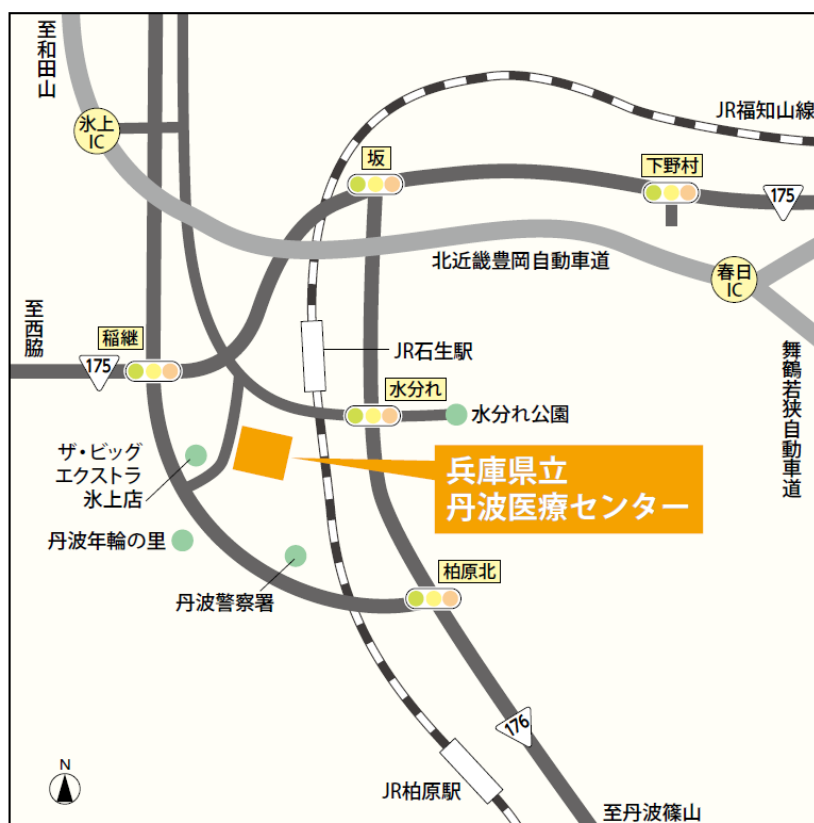 至和田山
氷上
IC
JR福知山線
坂
下野村
175
北近畿豊岡自動車道
春日
IC
至西脇
稲継
175
JR石生駅
舞鶴若狭自動車道
水分れ
水分れ公園
ザ・ビッグ
エクストラ
氷上店
兵庫県立
丹波医療センター
丹波年輪の里
丹波警察署
柏原北
176
N
JR柏原駅
至丹波篠山